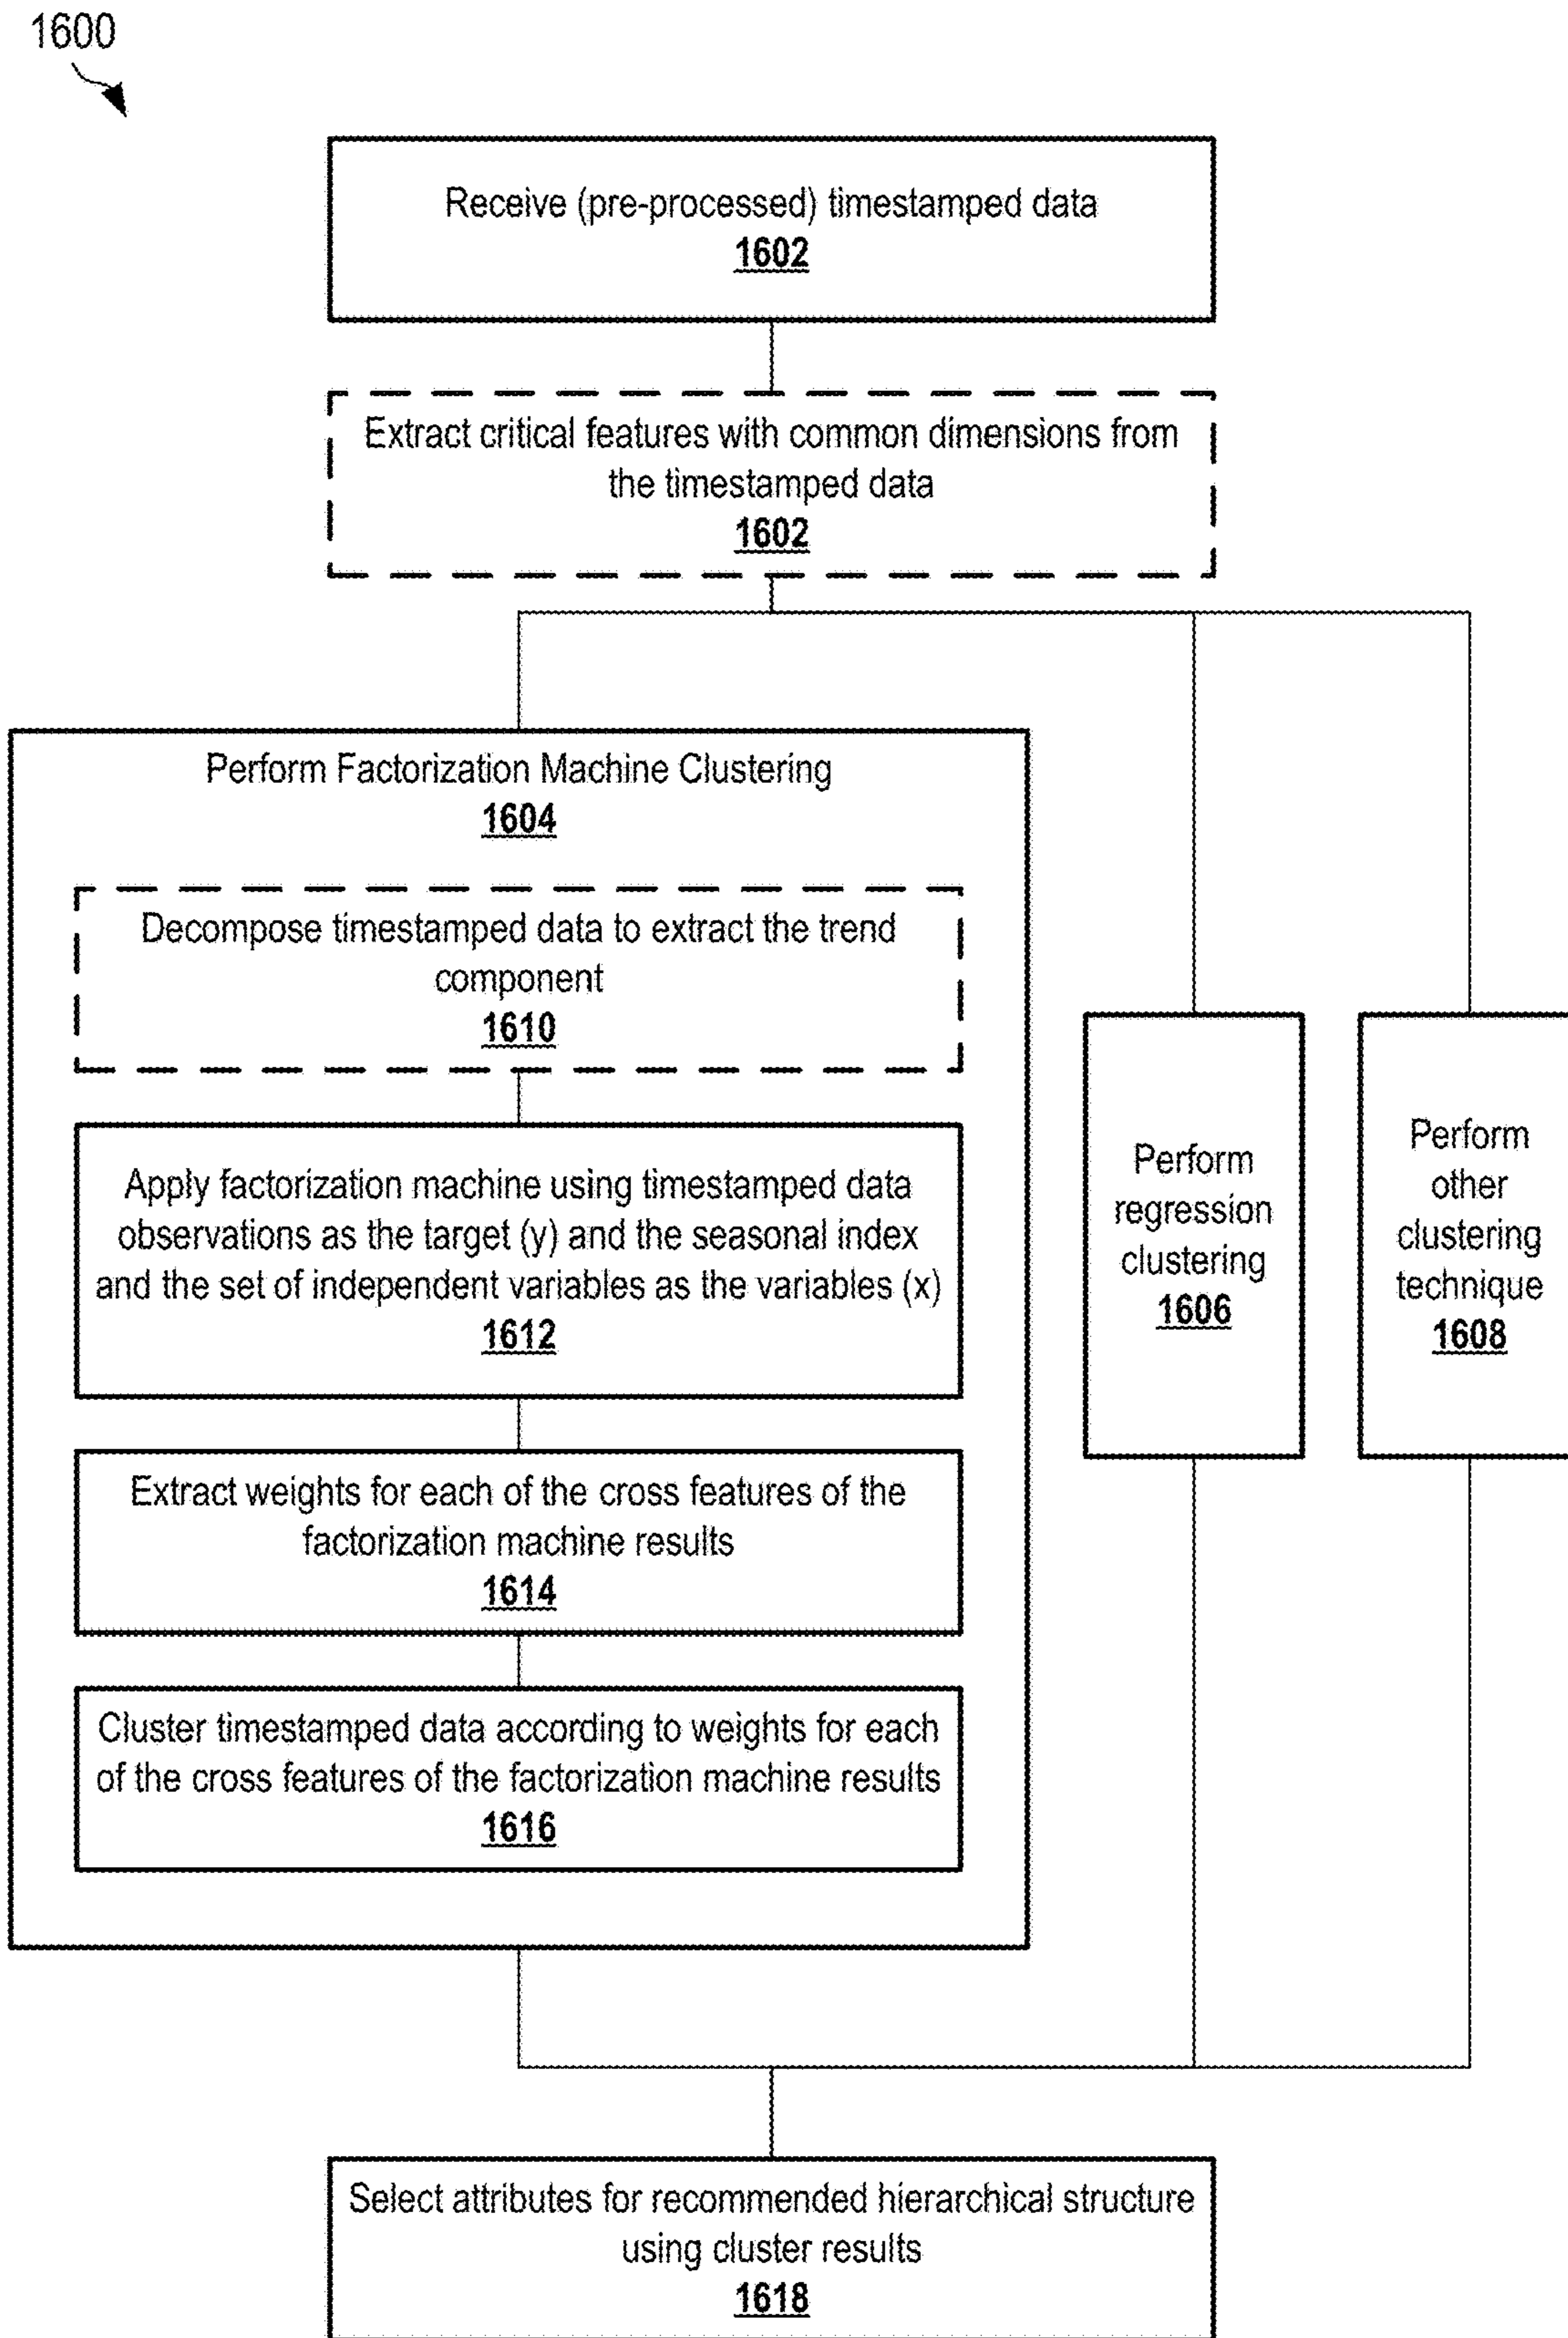 1600
Receive (pre-processed) timestamped data
1602
Extract critical features with common dimensions from
the timestamped data
1602
Perform Factorization Machine Clustering
1604
Decompose timestamped data to extract the trend
component
1610
Apply factorization machine using timestamped data
observations as the target (y) and the seasonal index
and the set of independent variables as the variables (x)
1612
Extract weights for each of the cross features of the
factorization machine results
1614
Cluster timestamped data according to weights for each
of the cross features of the factorization machine results
1616
Perform
regression
clustering
1606
Perform
other
clustering
technique
1608
Select attributes for recommended hierarchical structure
using cluster results
1618